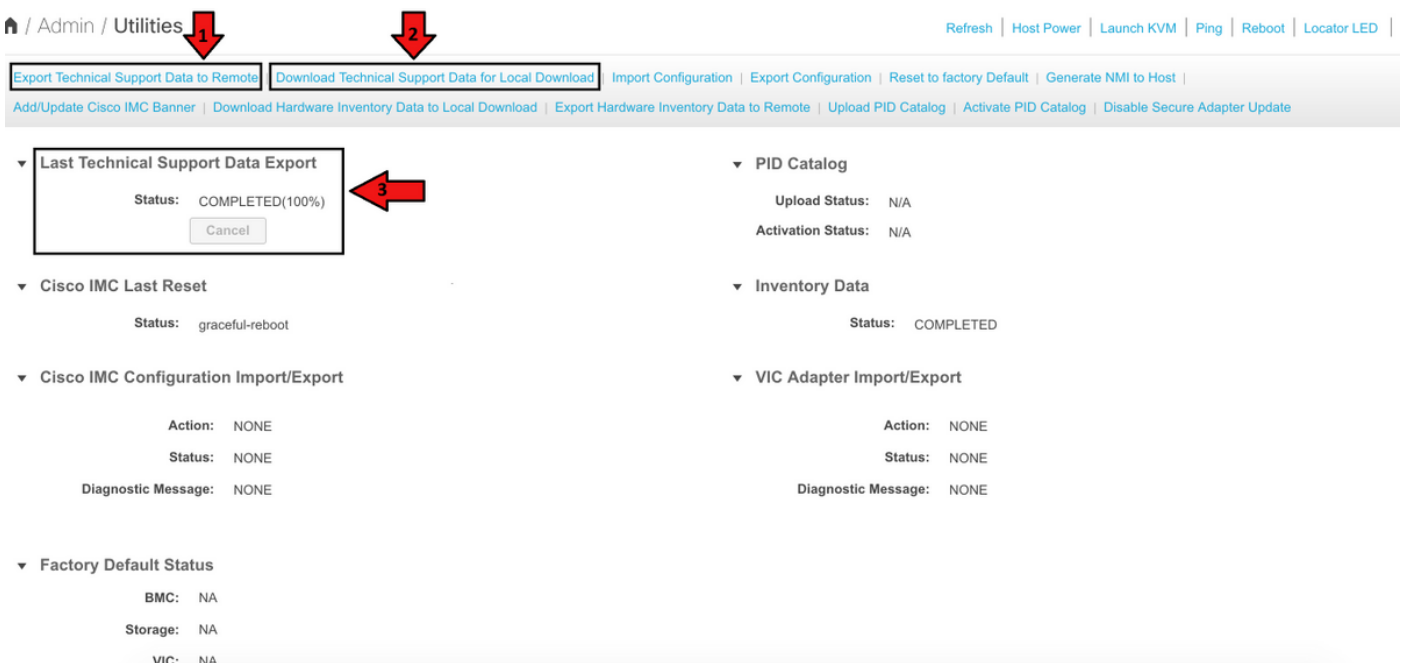 / Admin / Utilities
Refresh | Host Power | Launch KVM | Ping | Reboot | Locator LED |
1
2
Export Technical Support Data to Remote | Download Technical Support Data for Local Download | Import Configuration | Export Configuration | Reset to factory Default | Generate NMI to Host |
Add/Update Cisco IMC Banner | Download Hardware Inventory Data to Local Download | Export Hardware Inventory Data to Remote | Upload PID Catalog | Activate PID Catalog | Disable Secure Adapter Update
Last Technical Support Data Export
Status: COMPLETED(100%)
3
Cancel
PID Catalog
Upload Status: N/A
Activation Status: N/A
Cisco IMC Last Reset
Status: graceful-reboot
Inventory Data
Status: COMPLETED
Cisco IMC Configuration Import/Export
Action: NONE
Status: NONE
Diagnostic Message: NONE
VIC Adapter Import/Export
Action: NONE
Status: NONE
Diagnostic Message: NONE
Factory Default Status
BMC: NA
Storage: NA
VIC: NA